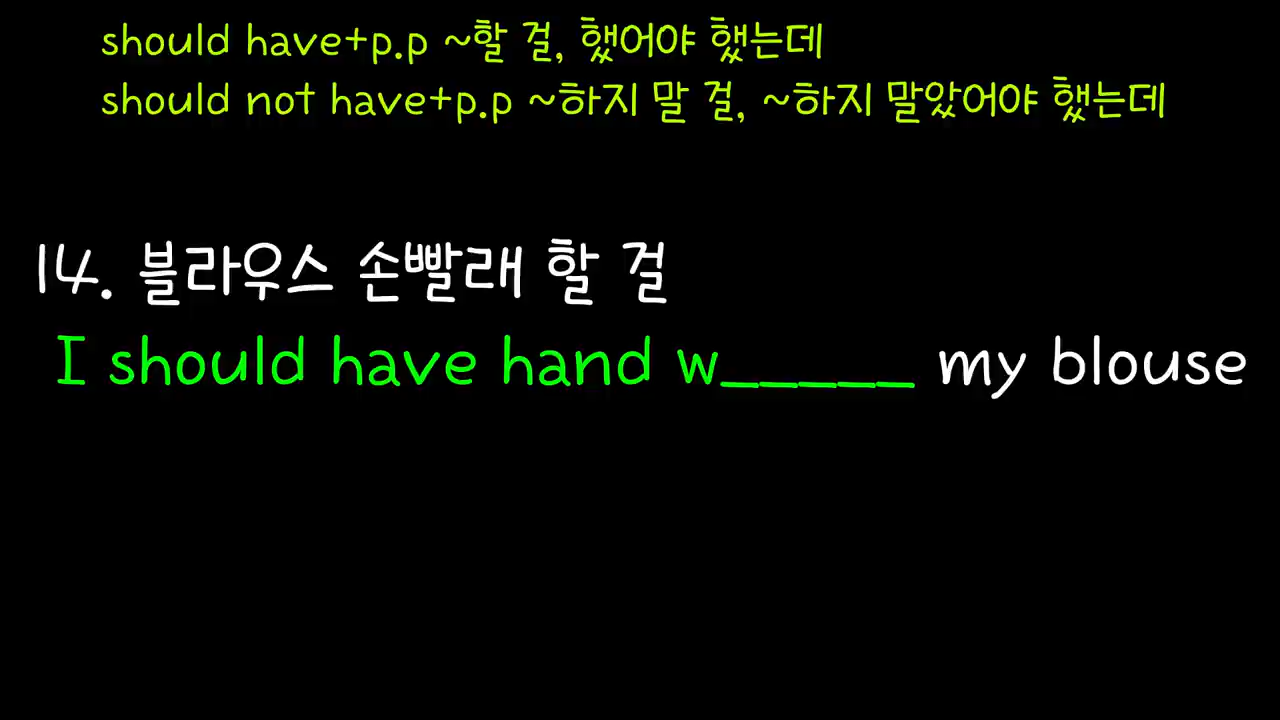 should have+p.p ~할 걸, 했어야 했는데
should not have+p.p ~하지 말 걸, ~하지 말았어야 했는데
14. 블라우스 손빨래 할 걸
I should have hand w_____ my blouse